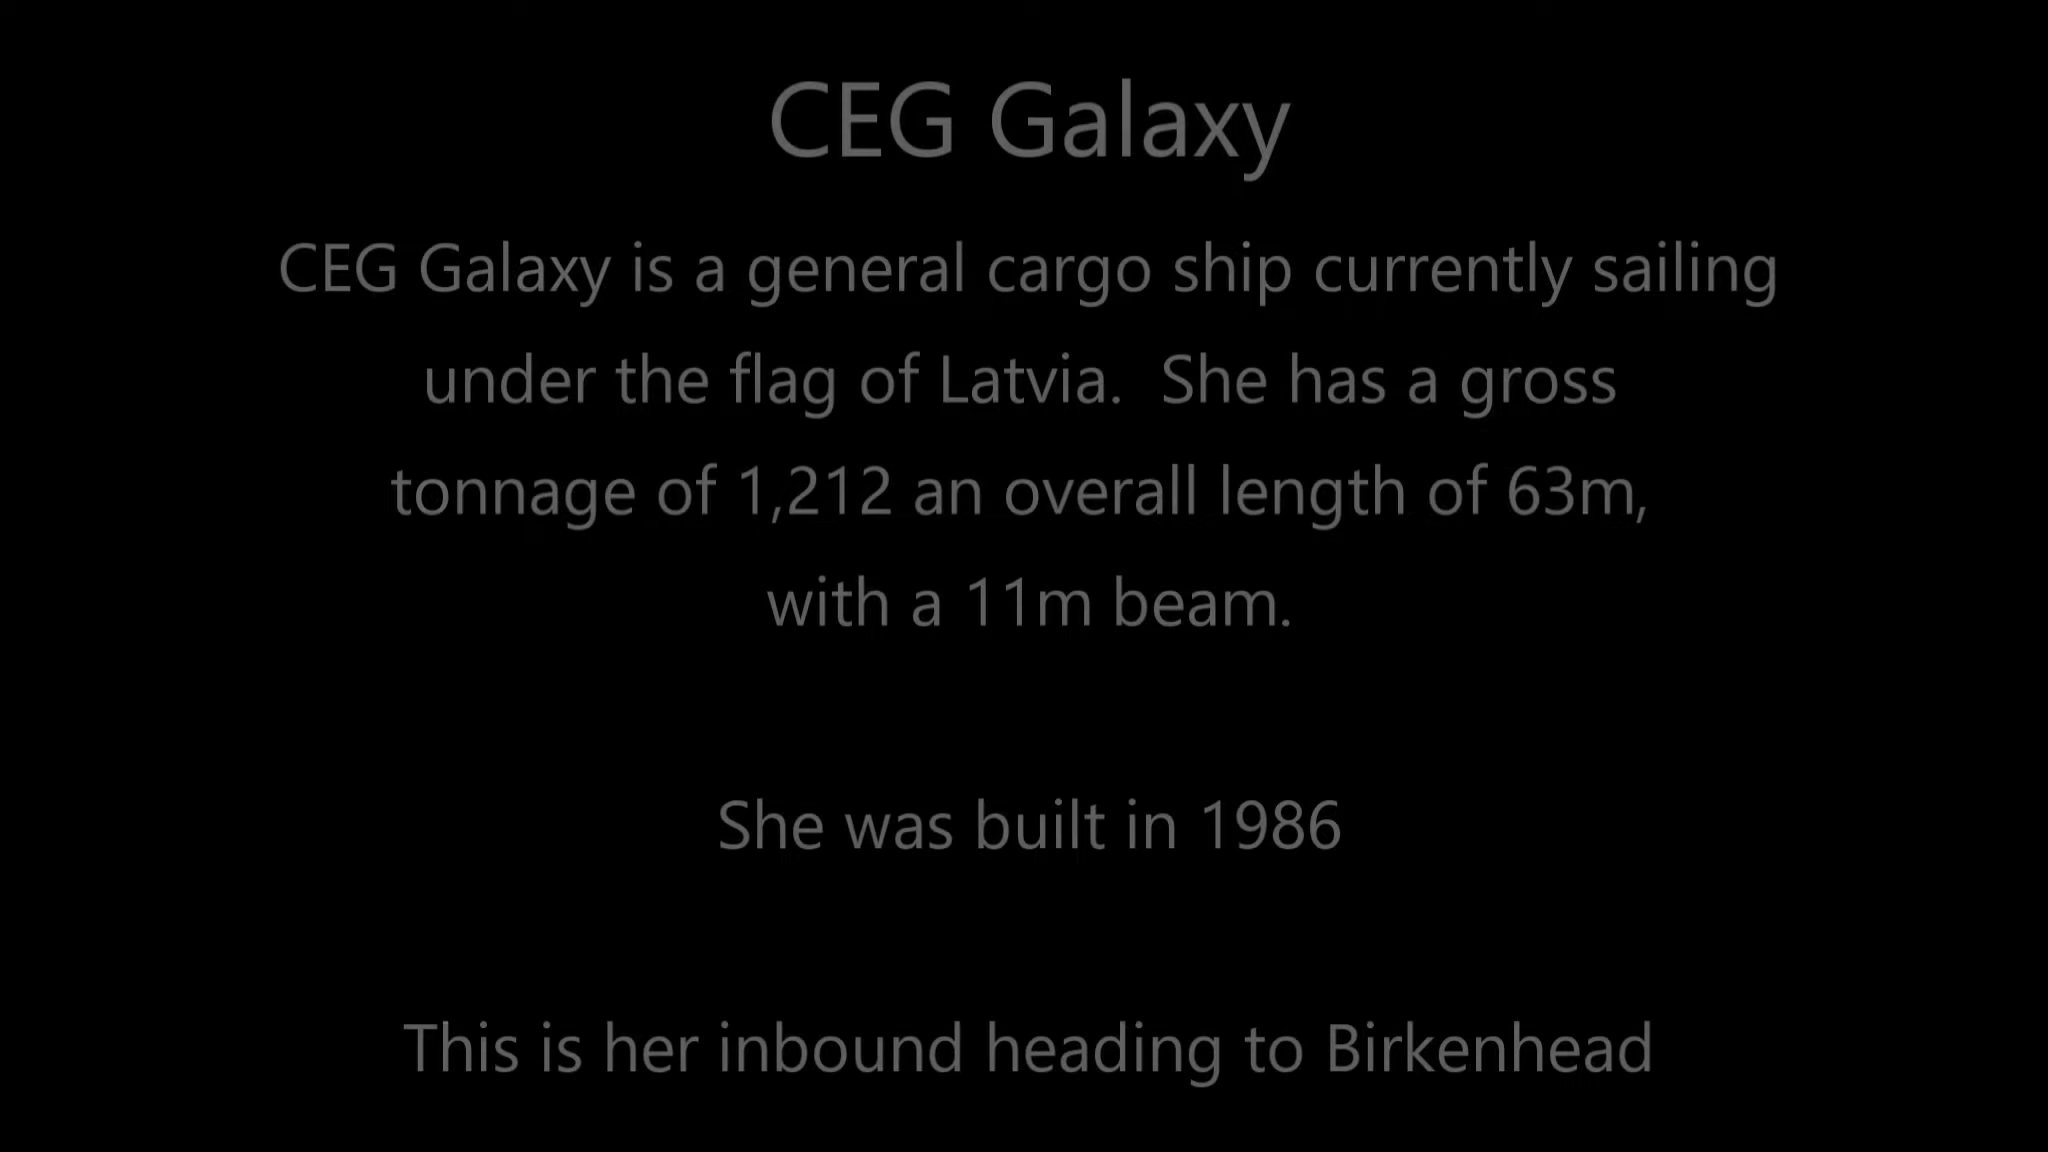 CEG Galaxy
CEG Galaxy is a general cargo ship currently sailing
under the flag of Latvia.  She has a gross
tonnage of 1,212 an overall length of 63m,
with a 11m beam.
She was built in 1986
This is her inbound heading to Birkenhead